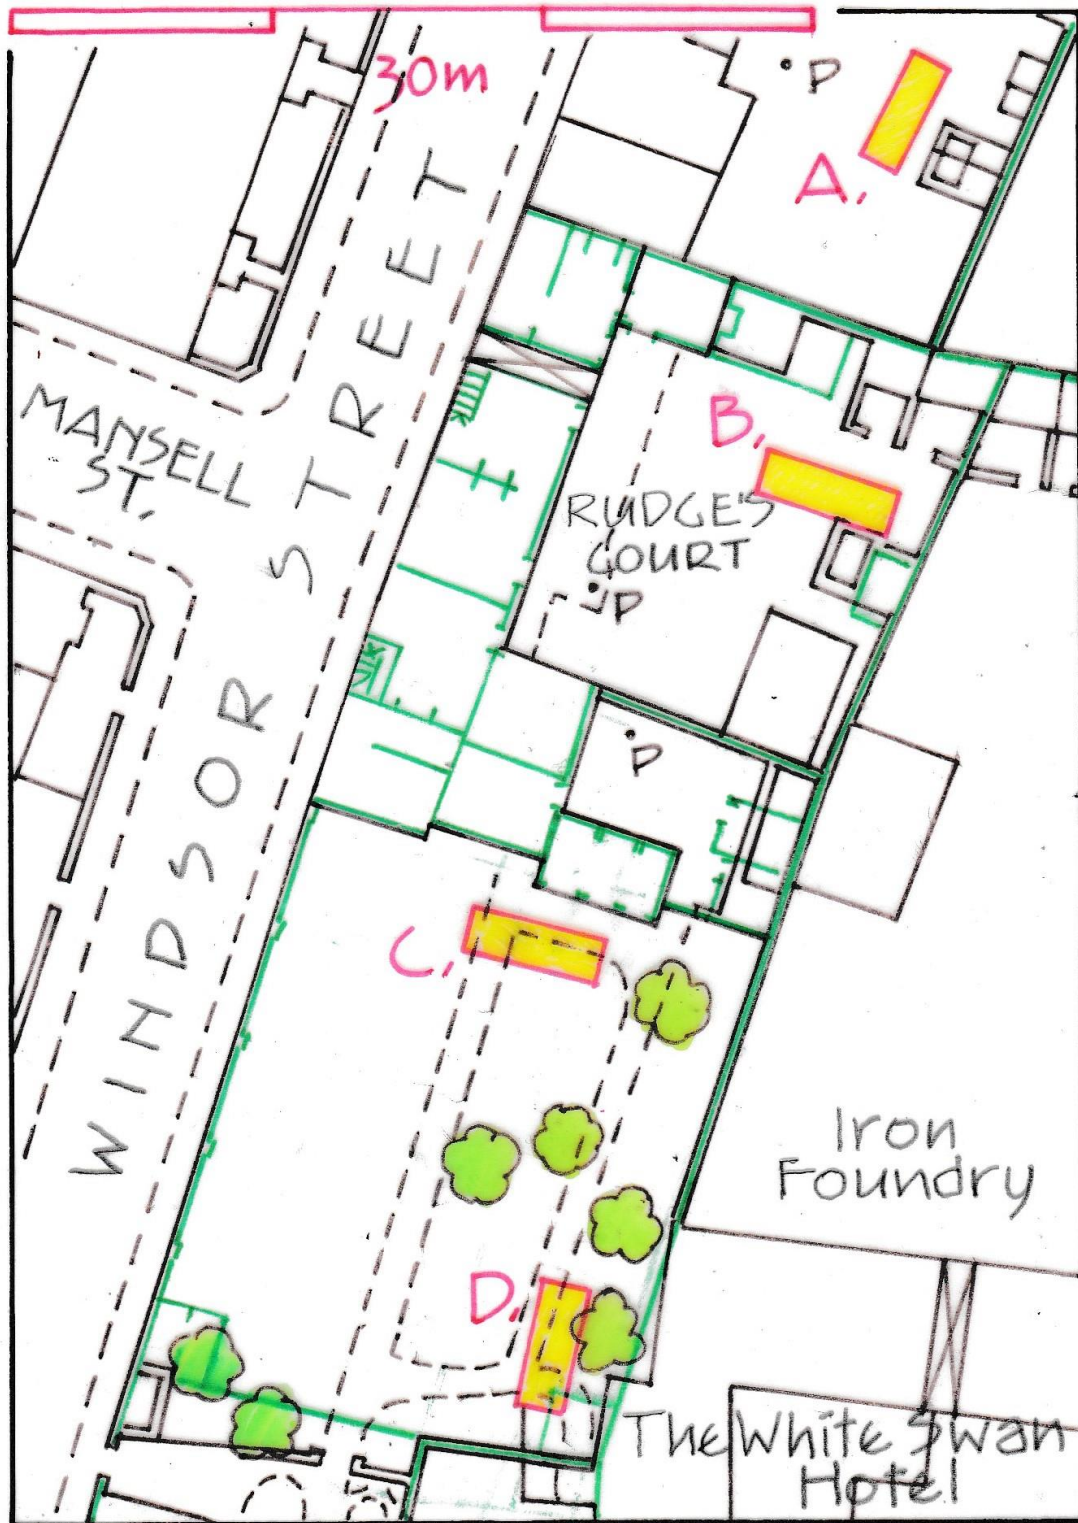 30m
P
A.
WINDSOR STREET
MANSELL
ST.
B.
RUDGE'S
COURT
P
P
C.
D.
Iron
Foundry
The White Swan
Hotel